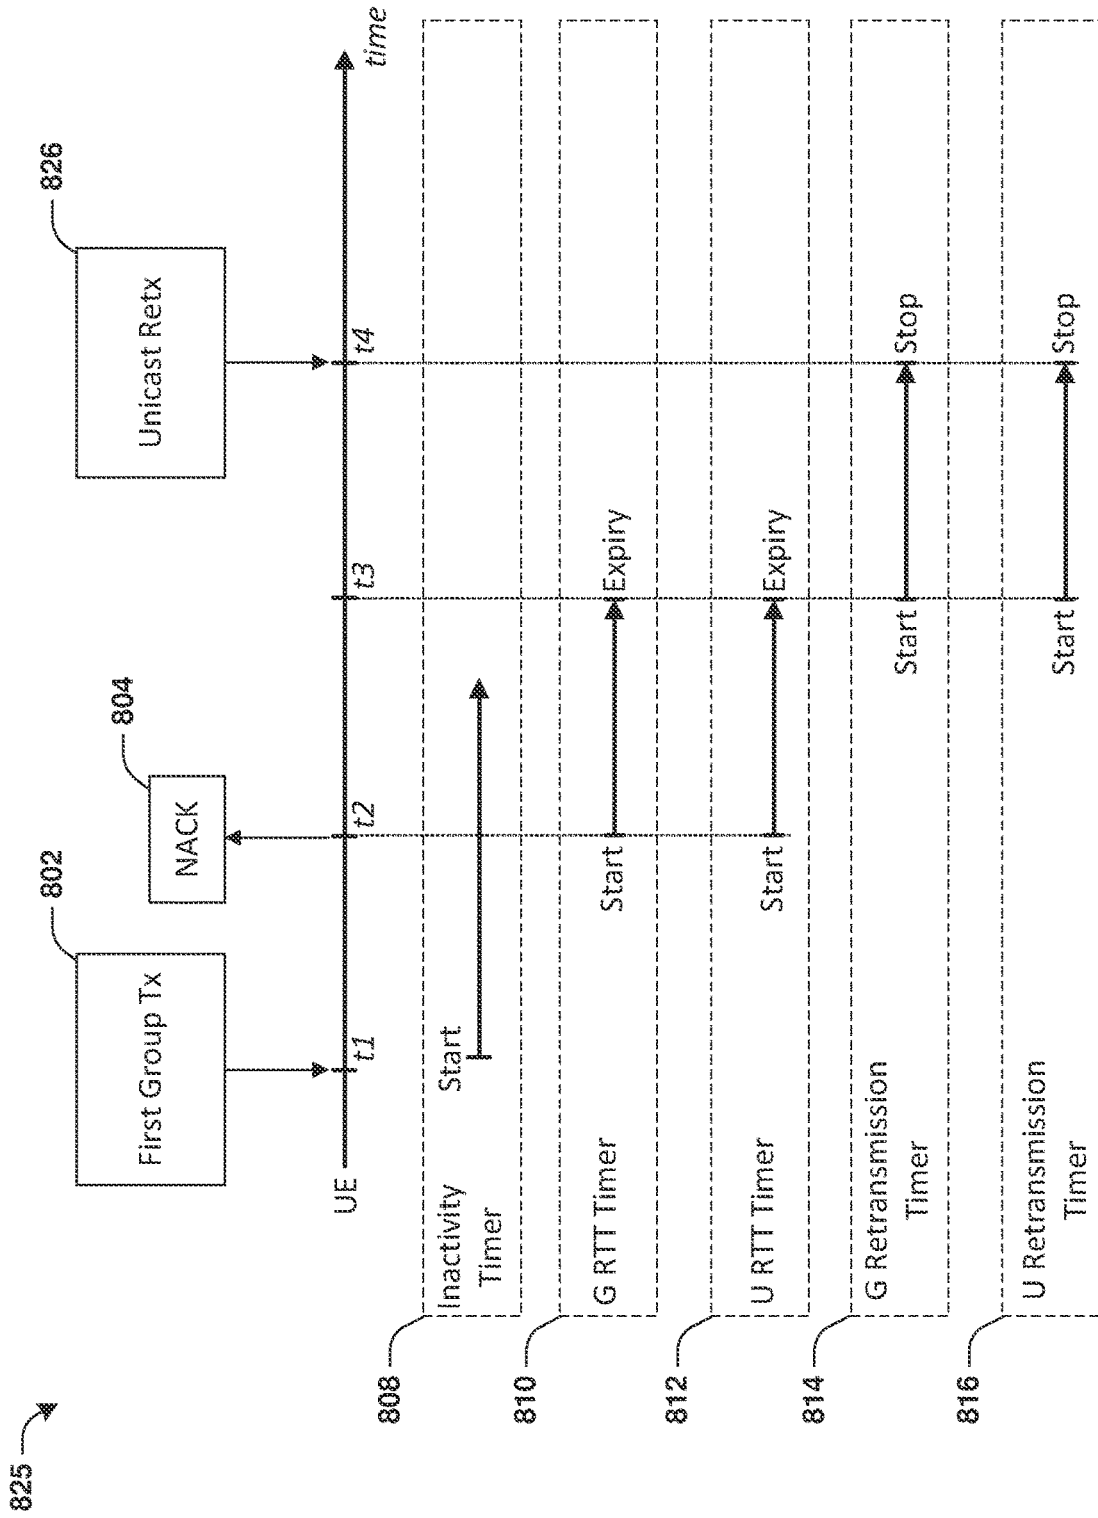 825
802
First Group Tx
804
NACK
826
Unicast Retx
UE
t1
t2
t3
t4
time
808
Inactivity
Timer
Start
810
G RTT Timer
Start
Expiry
812
U RTT Timer
Start
Expiry
814
G Retransmission
Timer
Start
Stop
816
U Retransmission
Timer
Start
Stop